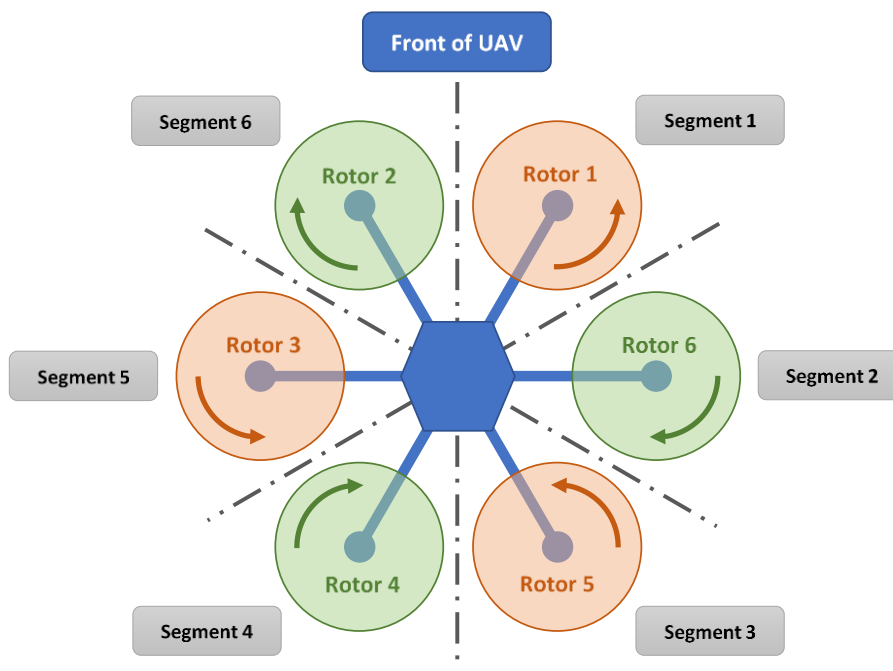 Front of UAV
Segment 6
Segment 1
Rotor 2
Rotor 1
Rotor 3
Rotor 6
Segment 5
Segment 2
Rotor 4
Rotor 5
Segment 4
Segment 3